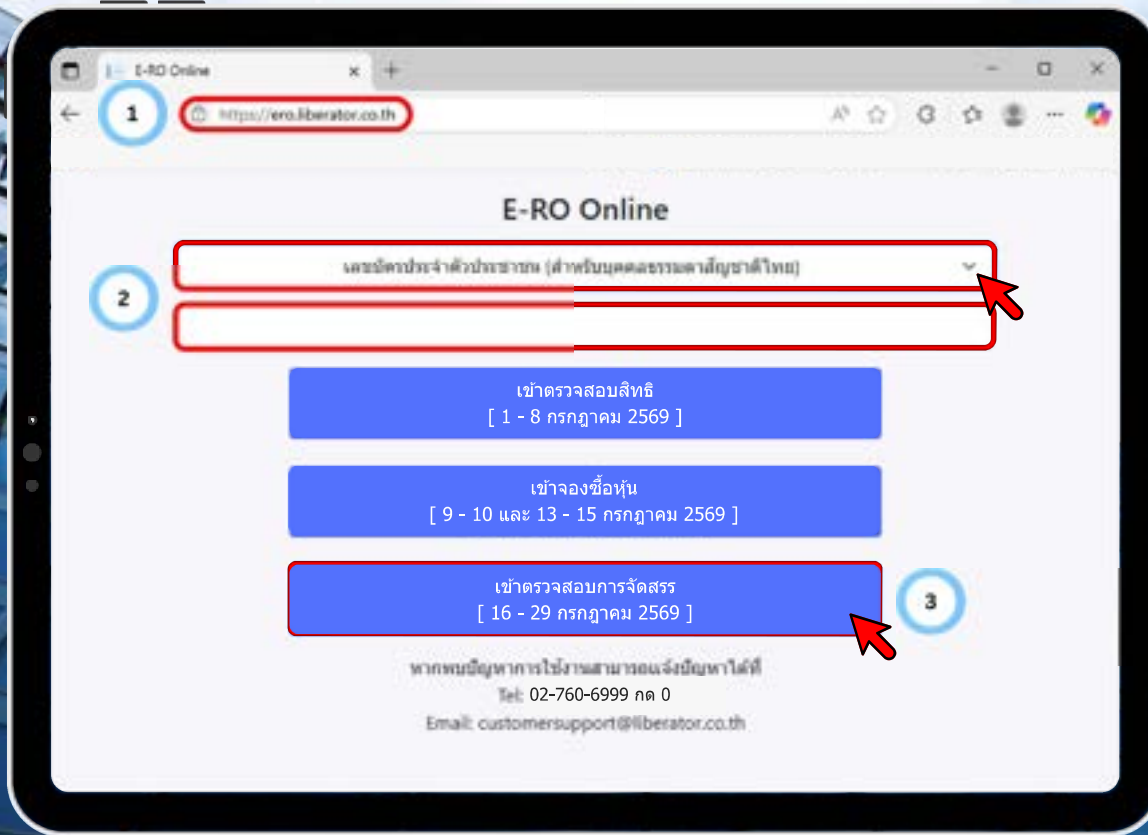 E-RO Online
1
https://ero.liberator.co.th
E-RO Online
เลขบัตรประจำตัวประชาชน (สำหรับบุคคลธรรมดาสัญชาติไทย)
2
เข้าตรวจสอบสิทธิ
[ 1 - 8 กรกฎาคม 2569 ]
เข้าจองซื้อหุ้น
[ 9 - 10 และ 13 - 15 กรกฎาคม 2569 ]
เข้าตรวจสอบการจัดสรร
[ 16 - 29 กรกฎาคม 2569 ]
3
หากพบปัญหาการใช้งานสามารถแจ้งปัญหาได้ที่
Tel: 02-760-6999 กด 0
Email: customersupport@liberator.co.th